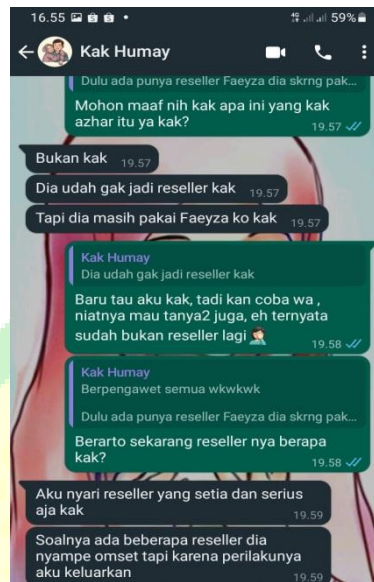 16.55
59%
Kak Humay
Dulu ada punya reseller Faeyza dia skrng pak...
Mohon maaf nih kak apa ini yang kak
azhar itu ya kak?
19.57
Bukan kak 19.57
Dia udah gak jadi reseller kak 19.57
Tapi dia masih pakai Faeyza ko kak 19.57
Kak Humay
Dia udah gak jadi reseller kak
Baru tau aku kak, tadi kan coba wa ,
niatnya mau tanya2 juga, eh ternyata
sudah bukan reseller lagi
19.58
Kak Humay
Berpengawet semua wkwkwk
Dulu ada punya reseller Faeyza dia skrng pak...
Berarto sekarang reseller nya berapa
kak?
19.58
Aku nyari reseller yang setia dan serius
aja kak
19.59
Soalnya ada beberapa reseller dia
nyampe omset tapi karena perilakunya
aku keluarkan
19.59